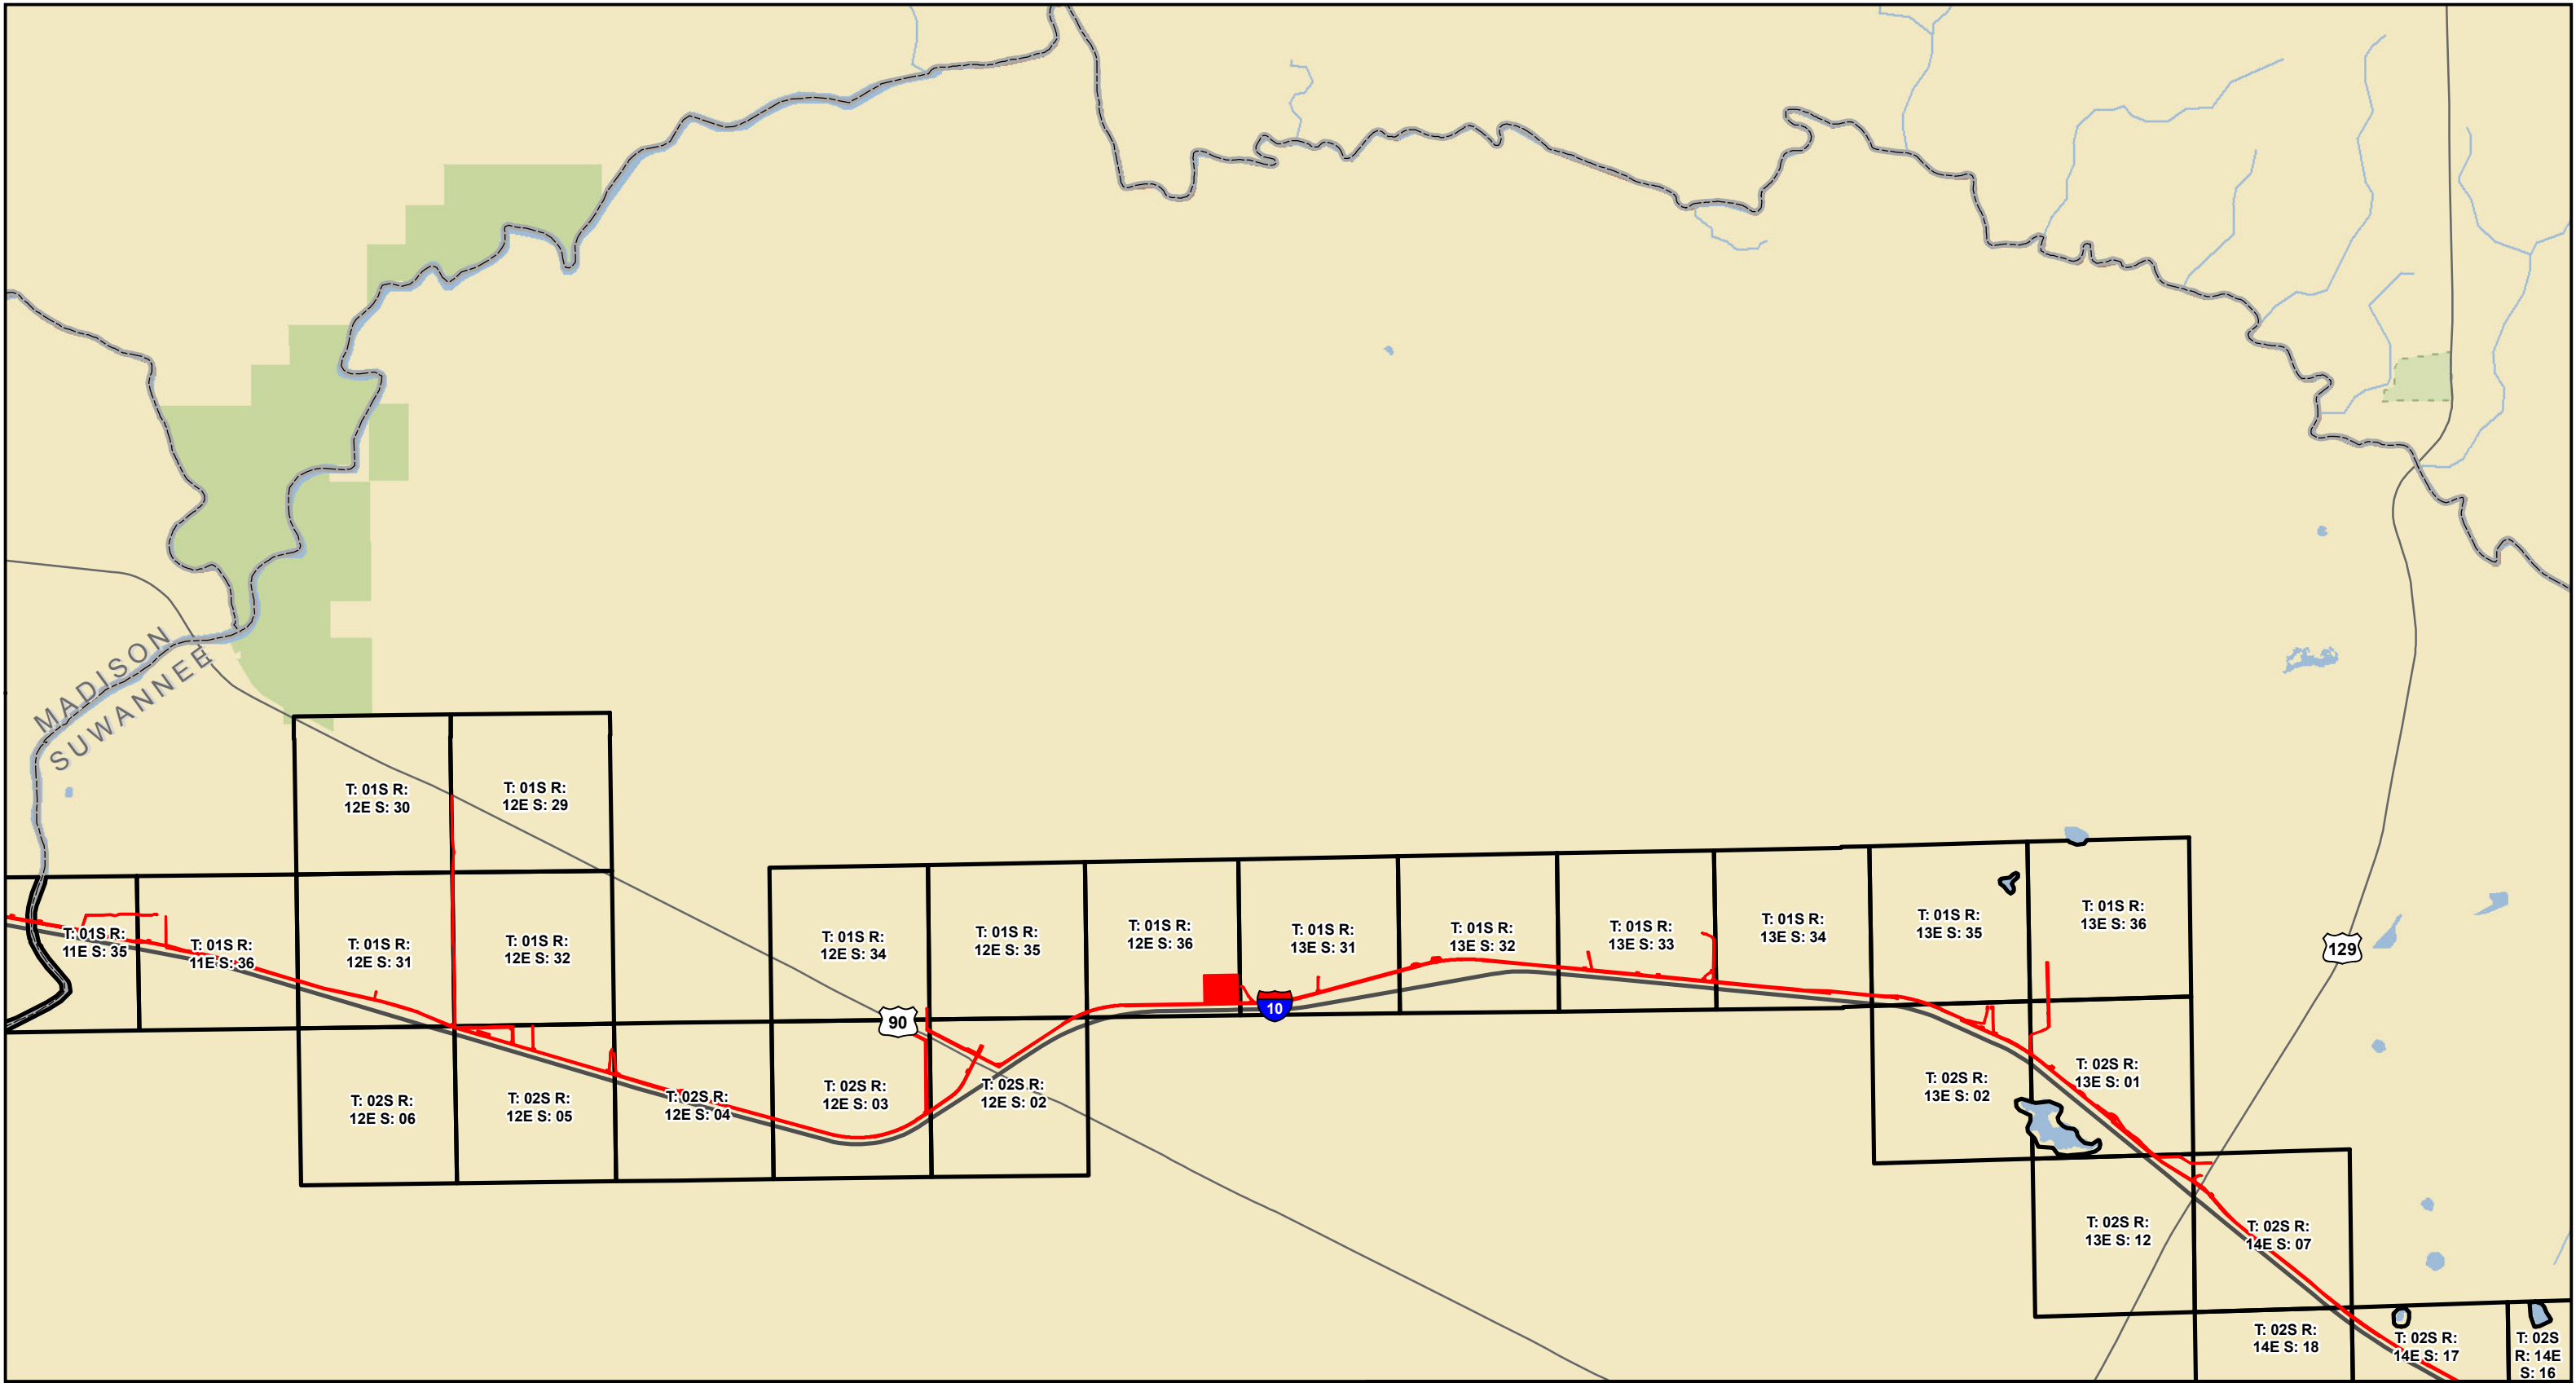 MADISON
SUWANNEE
T: 01S R:
12E S: 30
T: 01S R:
12E S: 29
T: 01S R:
11E S: 35
T: 01S R:
11E S: 36
T: 01S R:
12E S: 31
T: 01S R:
12E S: 32
T: 01S R:
12E S: 34
T: 01S R:
12E S: 35
T: 01S R:
12E S: 36
T: 01S R:
13E S: 31
T: 01S R:
13E S: 32
T: 01S R:
13E S: 33
T: 01S R:
13E S: 34
T: 01S R:
13E S: 35
T: 01S R:
13E S: 36
129
90
10
T: 02S R:
12E S: 06
T: 02S R:
12E S: 05
T: 02S R:
12E S: 04
T: 02S R:
12E S: 03
T: 02S R:
12E S: 02
T: 02S R:
13E S: 02
T: 02S R:
13E S: 01
T: 02S R:
13E S: 12
T: 02S R:
14E S: 07
T: 02S R:
14E S: 18
T: 02S R:
14E S: 17
T: 02S
R: 14E
S: 16